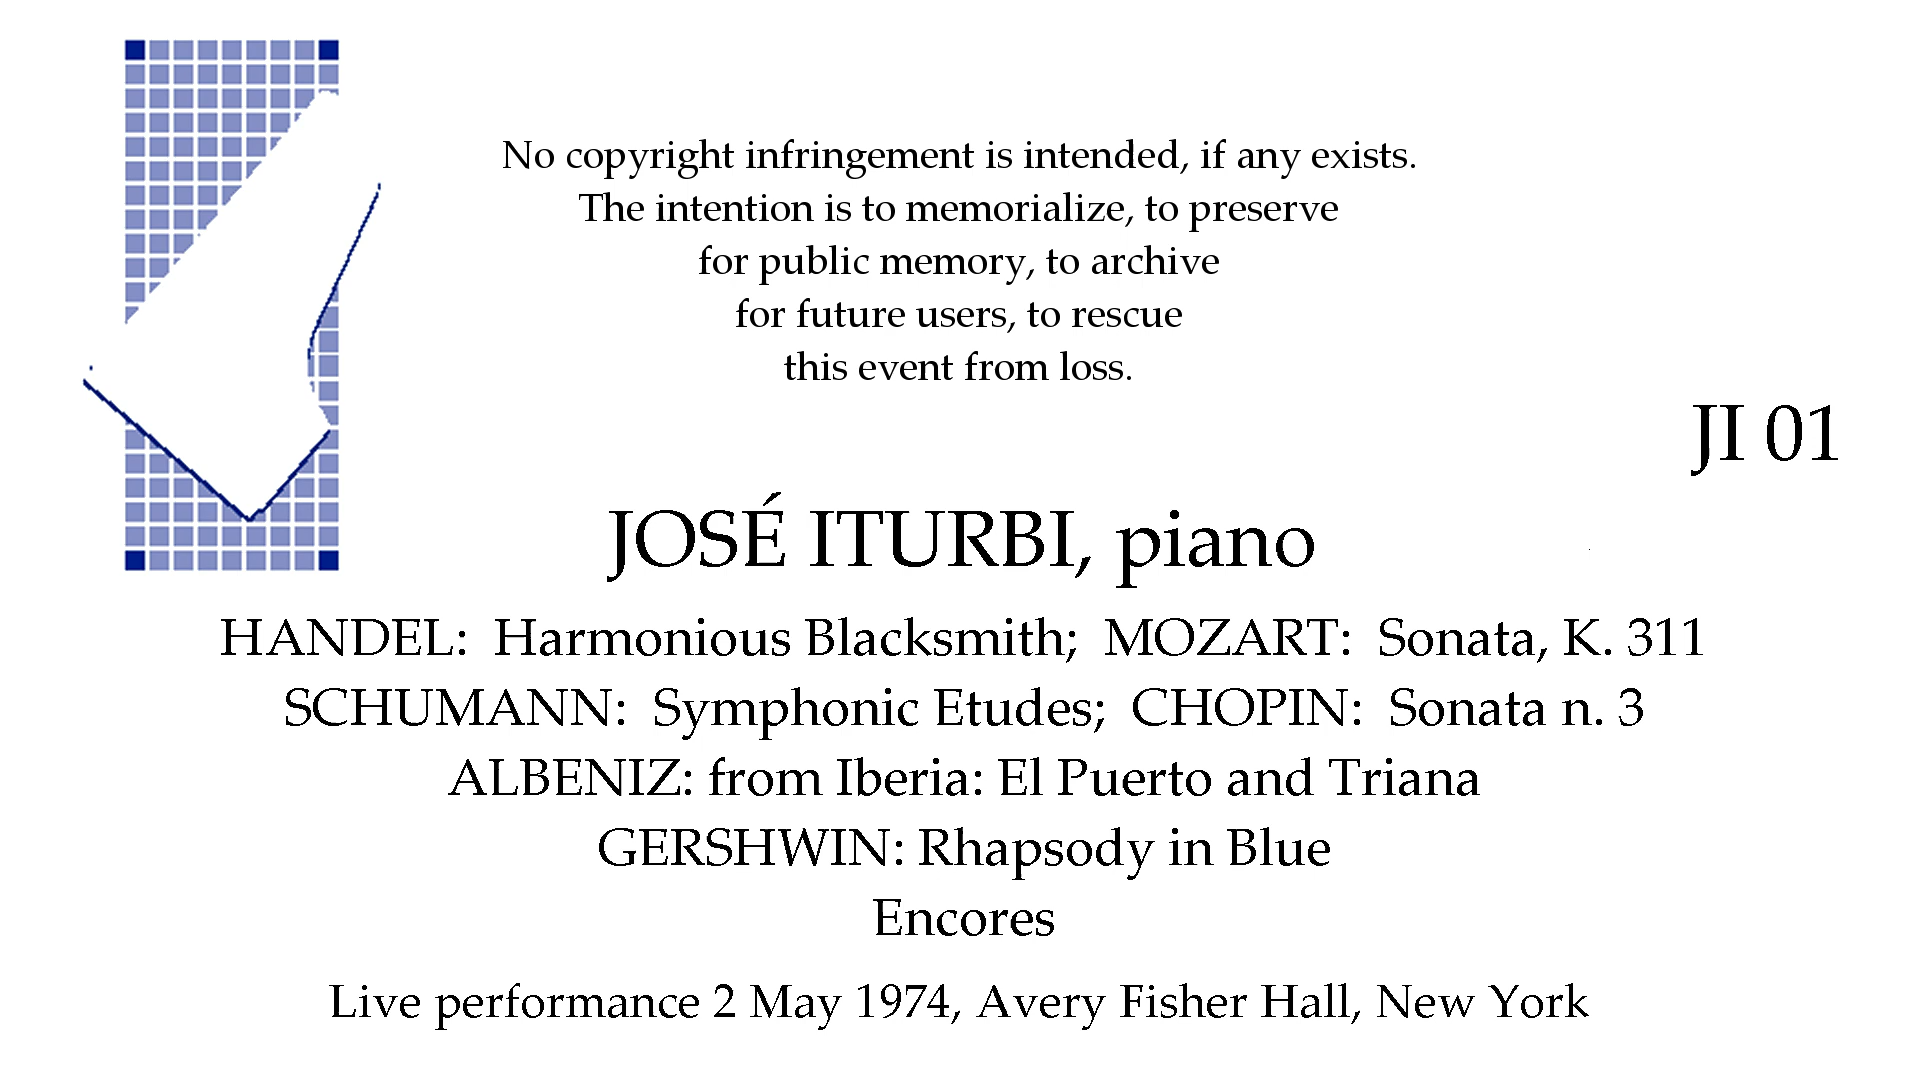 No copyright infringement is intended, if any exists.
The intention is to memorialize, to preserve
for public memory, to archive
for future users, to rescue
this event from loss.
JI 01
JOSÉ ITURBI, piano
HANDEL: Harmonious Blacksmith; MOZART: Sonata, K. 311
SCHUMANN: Symphonic Etudes; CHOPIN: Sonata n. 3
ALBENIZ: from Iberia: El Puerto and Triana
GERSHWIN: Rhapsody in Blue
Encores
Live performance 2 May 1974, Avery Fisher Hall, New York